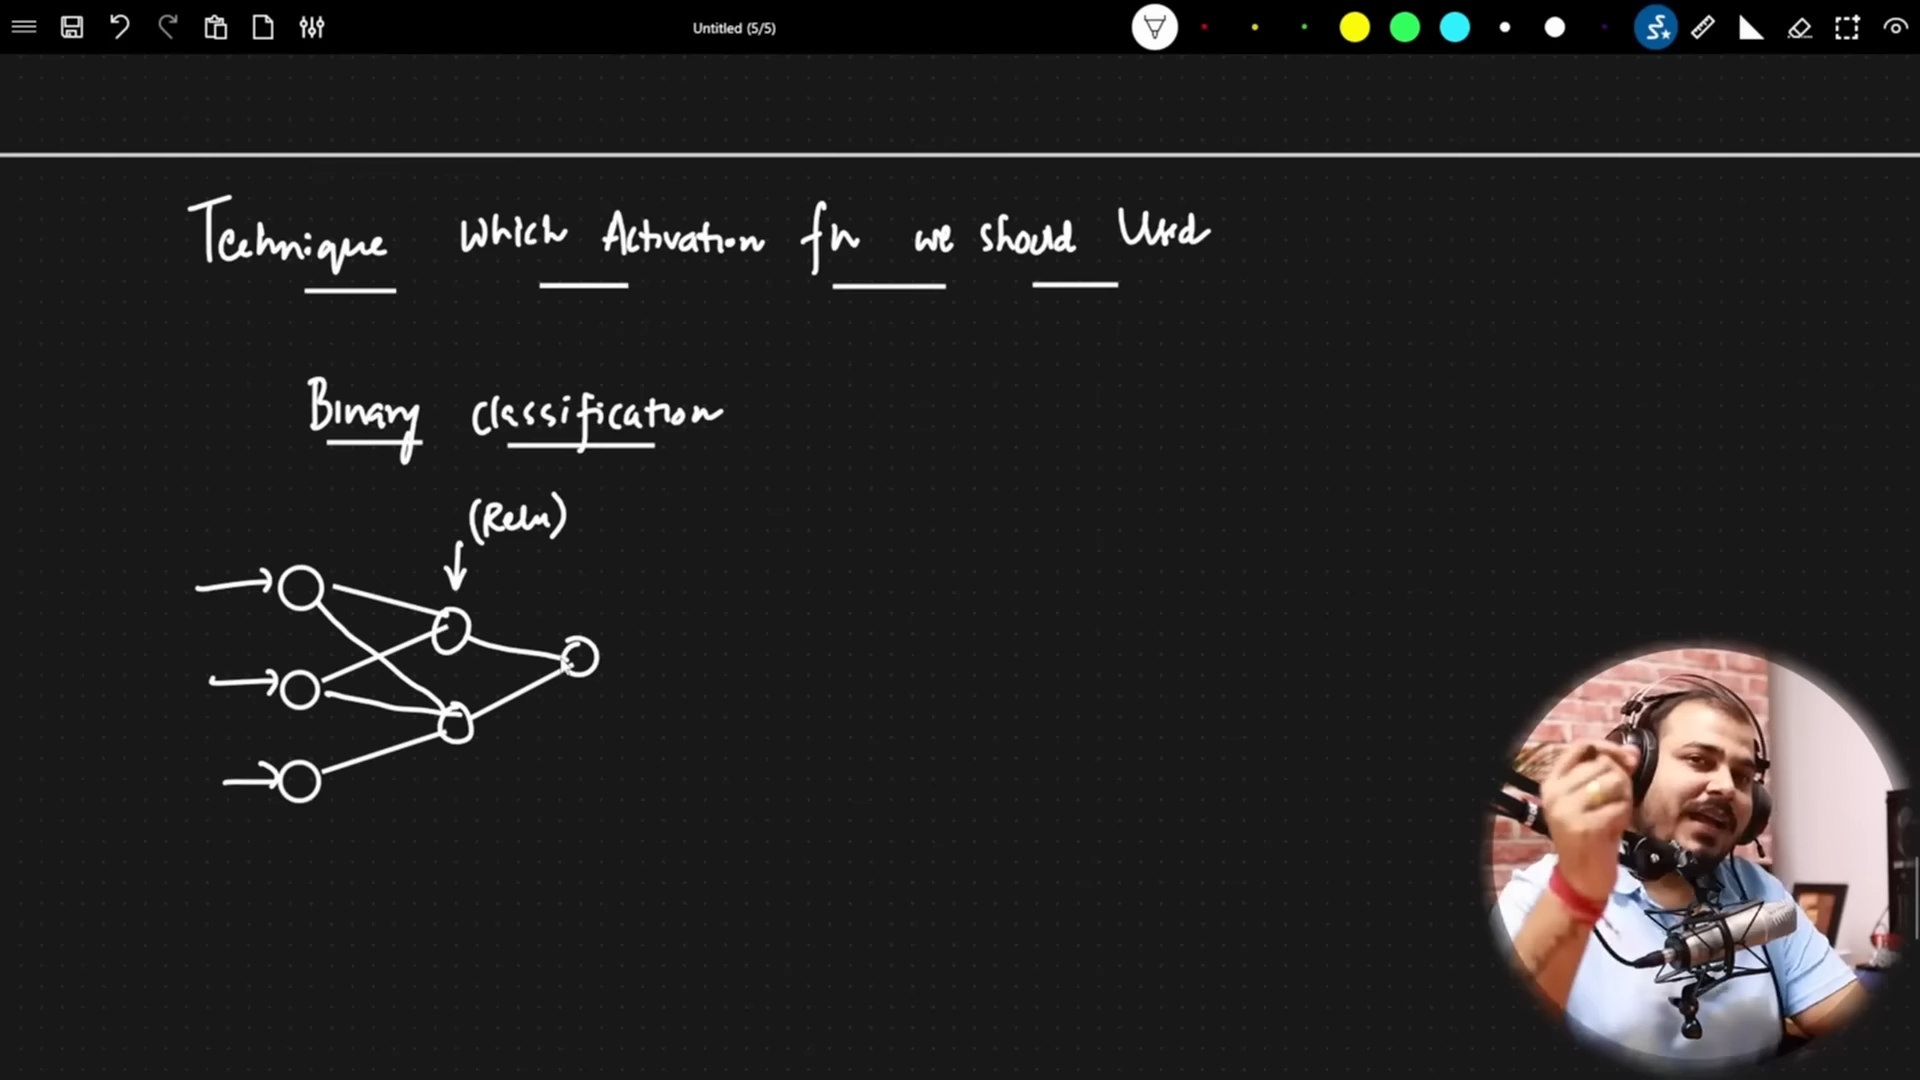 Untitled (5/5)
Technique which Activation fn we should Used
Binary classification
(Relu)